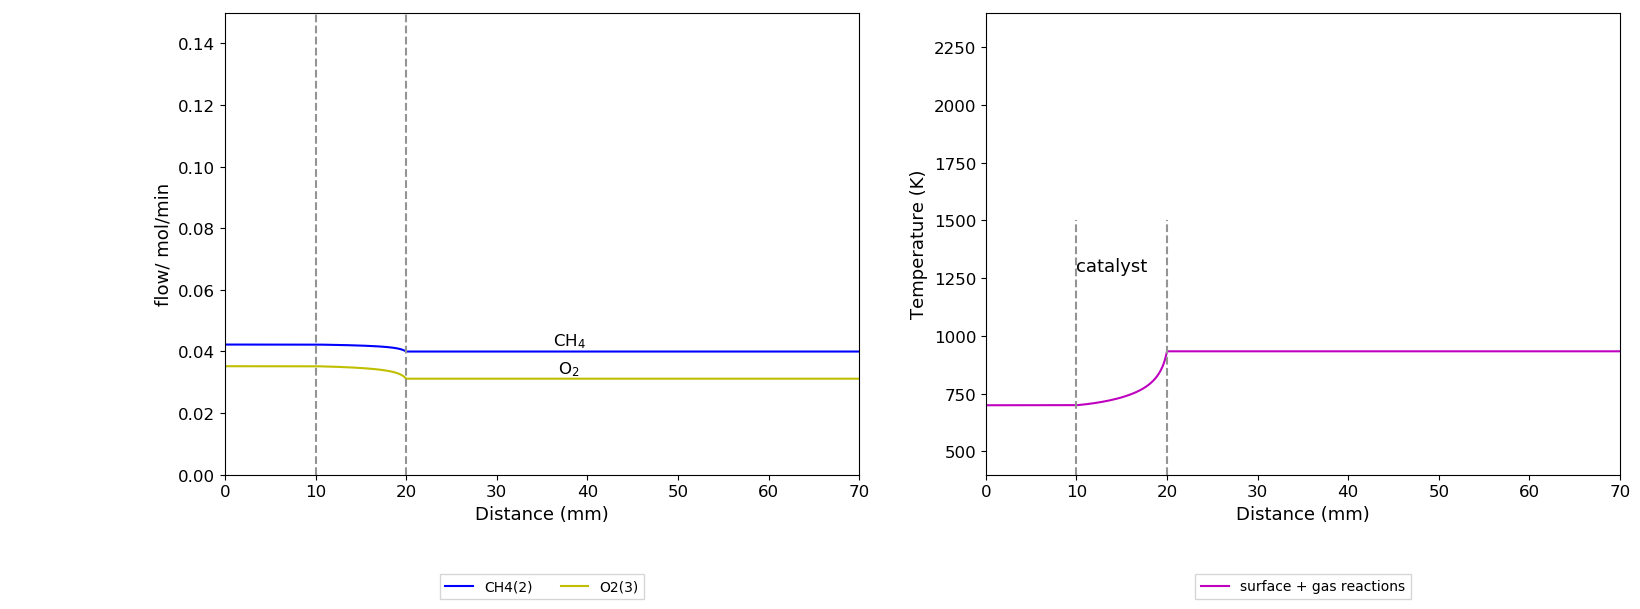 0.14
0.12
0.10
0.08
0.06
0.04
0.02
0.00
flow/ mol/min
CH₄
O₂
0 10 20 30 40 50 60 70
Distance (mm)
CH4(2) O2(3)
2250
2000
1750
1500
1250
1000
750
500
Temperature (K)
catalyst
0 10 20 30 40 50 60 70
Distance (mm)
surface + gas reactions